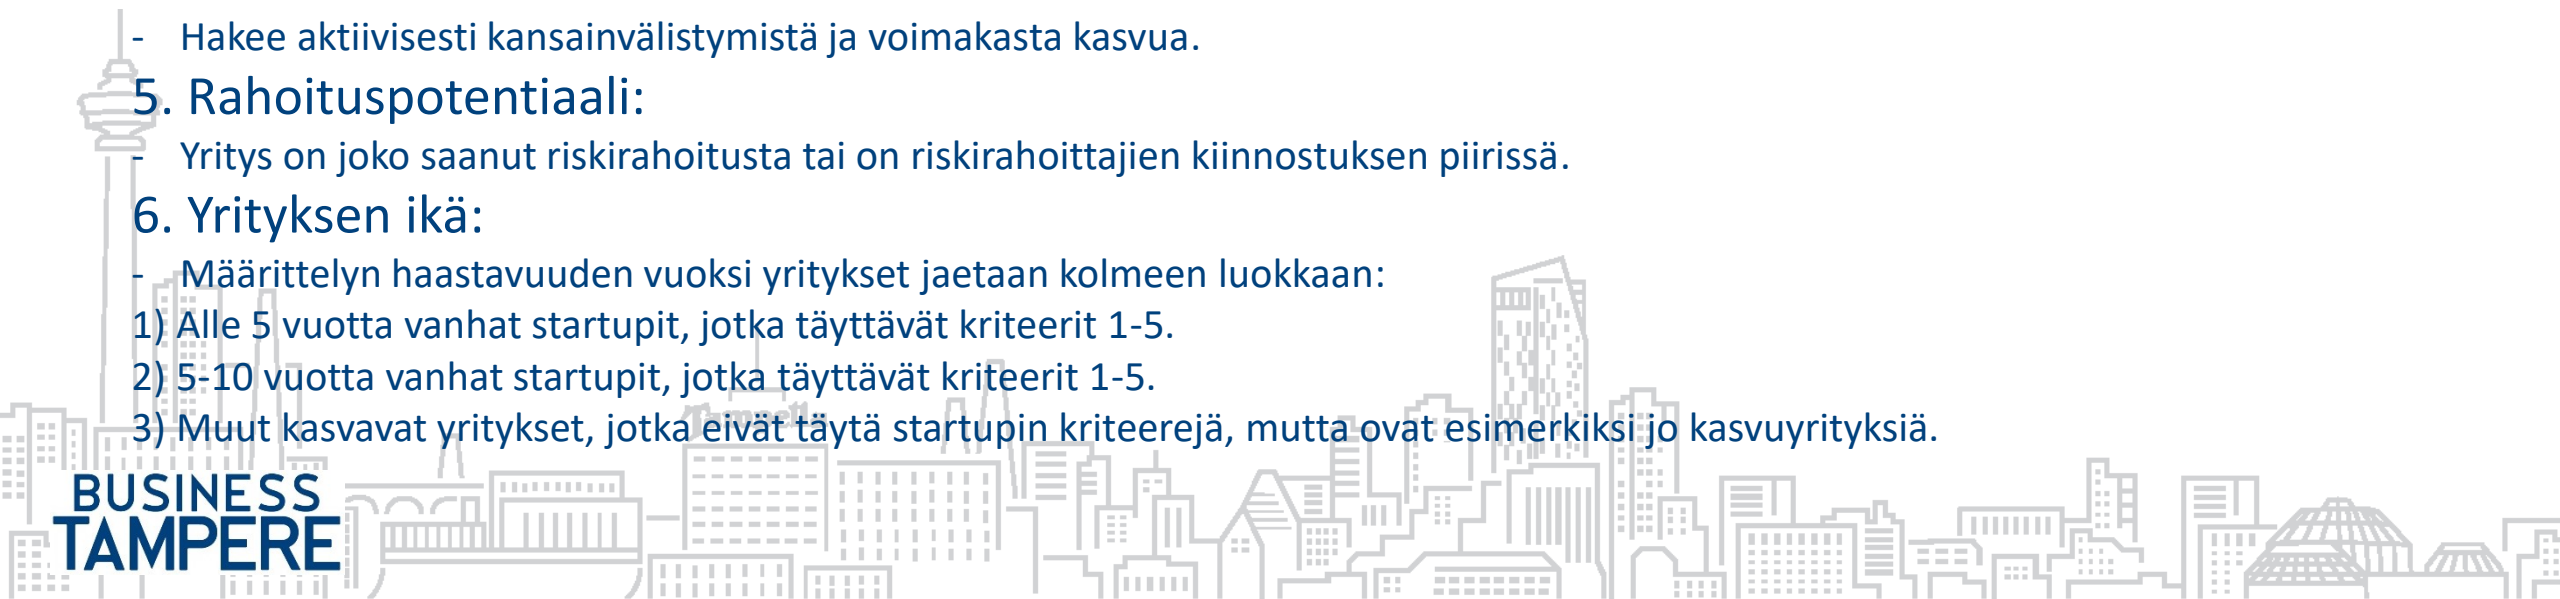 - Hakee aktiivisesti kansainvälistymistä ja voimakasta kasvua.
5. Rahoituspotentiaali:
- Yritys on joko saanut riskirahoitusta tai on riskirahoittajien kiinnostuksen piirissä.
6. Yrityksen ikä:
- Määrittelyn haastavuuden vuoksi yritykset jaetaan kolmeen luokkaan:
1) Alle 5 vuotta vanhat startupit, jotka täyttävät kriteerit 1-5.
2) 5-10 vuotta vanhat startupit, jotka täyttävät kriteerit 1-5.
3) Muut kasvavat yritykset, jotka eivät täytä startupin kriteerejä, mutta ovat esimerkiksi jo kasvuyrityksiä.
BUSINESS
TAMPERE